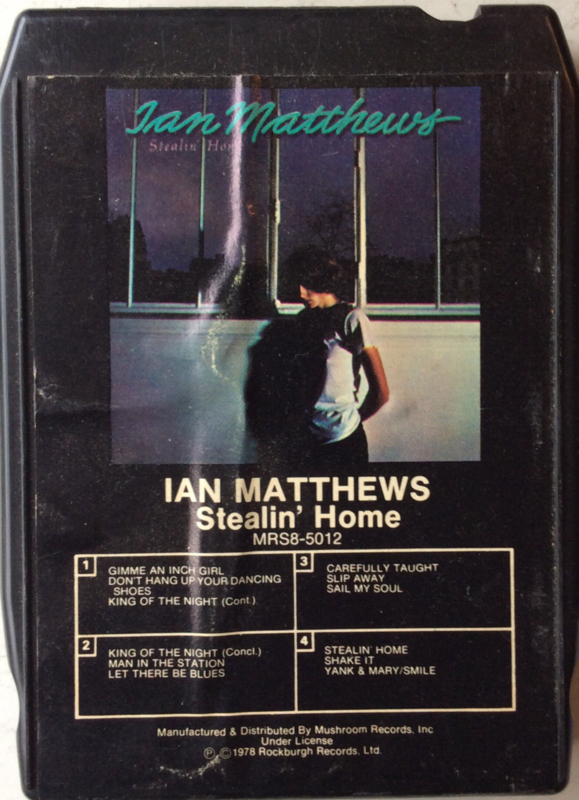 Ian Matthews
Stealin' Home
IAN MATTHEWS
Stealin' Home
MRS8-5012
1
GIMME AN INCH GIRL
DON'T HANG UP YOUR DANCING
SHOES
KING OF THE NIGHT (Cont.)
2
KING OF THE NIGHT (Concl.)
MAN IN THE STATION
LET THERE BE BLUES
3
CAREFULLY TAUGHT
SLIP AWAY
SAIL MY SOUL
4
STEALIN' HOME
SHAKE IT
YANK & MARY/SMILE
Manufactured & Distributed By Mushroom Records, Inc
Under License
Ⓟ ©1978 Rockburgh Records, Ltd.